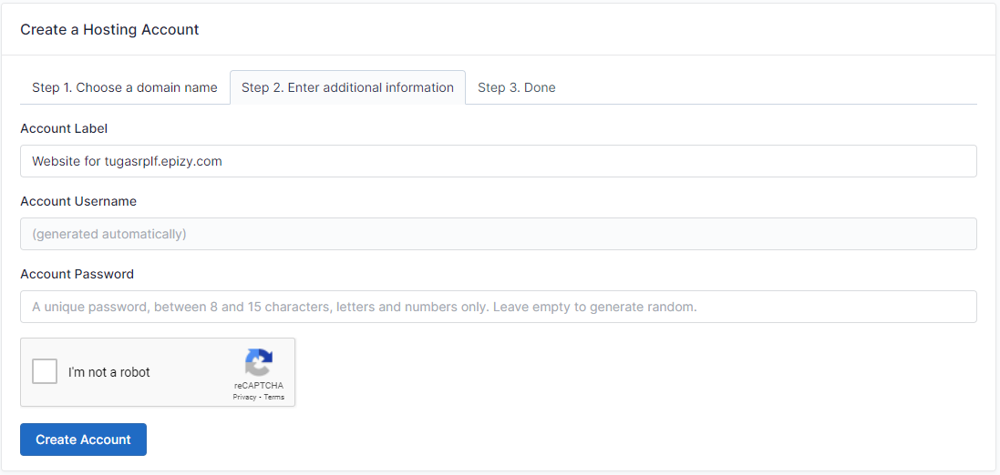 Create a Hosting Account
Step 1. Choose a domain name
Step 2. Enter additional information
Step 3. Done
Account Label
Website for tugasrplf.epizy.com
Account Username
(generated automatically)
Account Password
A unique password, between 8 and 15 characters, letters and numbers only. Leave empty to generate random.
I'm not a robot
reCAPTCHA
Privacy - Terms
Create Account